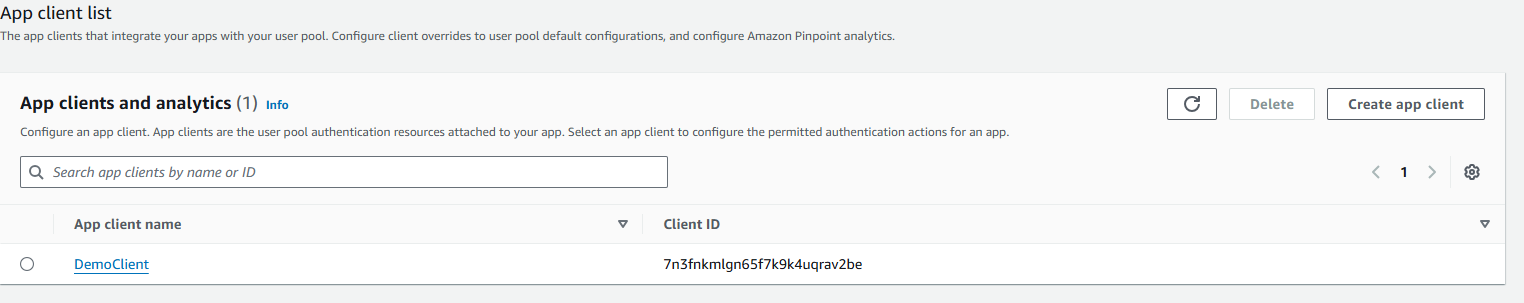 App client list
The app clients that integrate your apps with your user pool. Configure client overrides to user pool default configurations, and configure Amazon Pinpoint analytics.
App clients and analytics (1) Info
Delete
Create app client
Configure an app client. App clients are the user pool authentication resources attached to your app. Select an app client to configure the permitted authentication actions for an app.
Search app clients by name or ID
1
App client name
Client ID
DemoClient
7n3fnkmlgn65f7k9k4uqrav2be